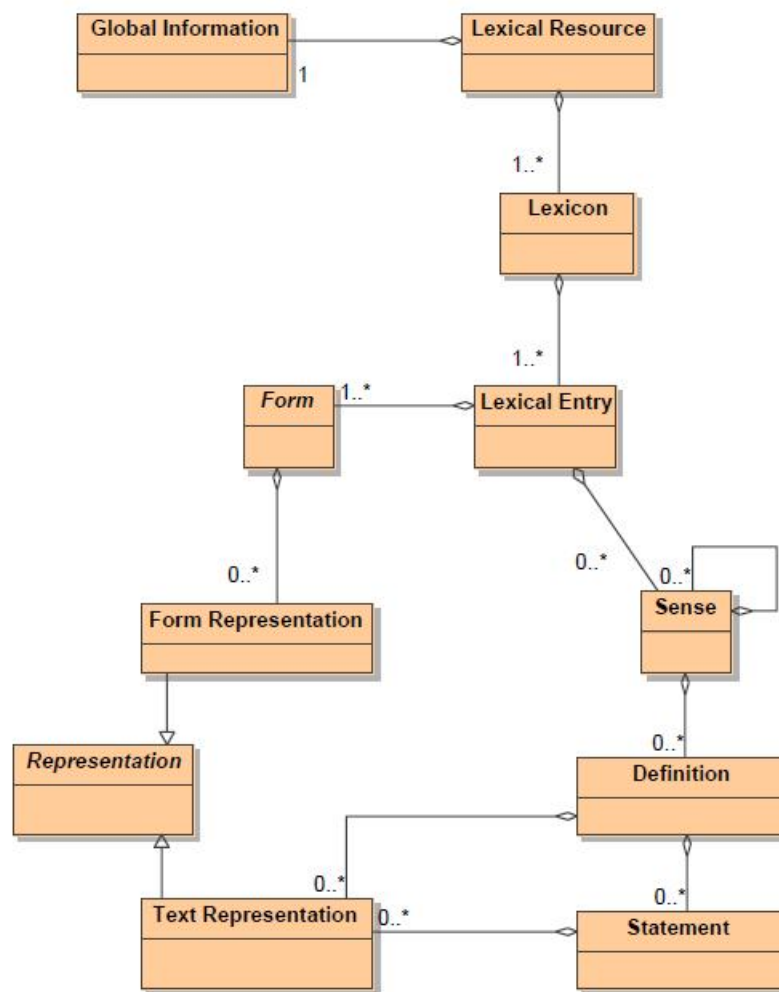 Global Information
Lexical Resource
1
1..*
Lexicon
1..*
Form
1..*
Lexical Entry
0..*
0..*
0..*
Form Representation
Sense
Representation
0..*
Definition
0..*
0..*
0..*
Text Representation
Statement